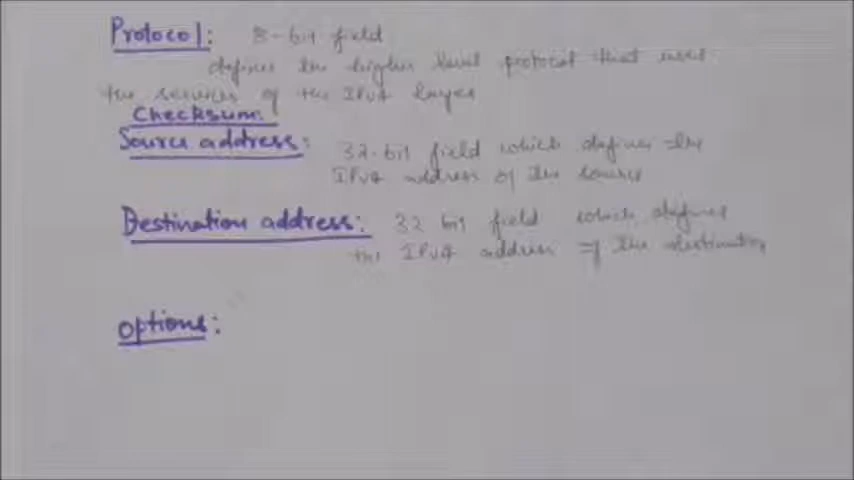 Protocol: 8-bit field
defines the higher level protocol that uses
the services of the IPv4 layer
Checksum:
Source address: 32-bit field which defines the
IPv4 address of the source
Destination address: 32 bit field which defines
the IPv4 address of the destination
Options: